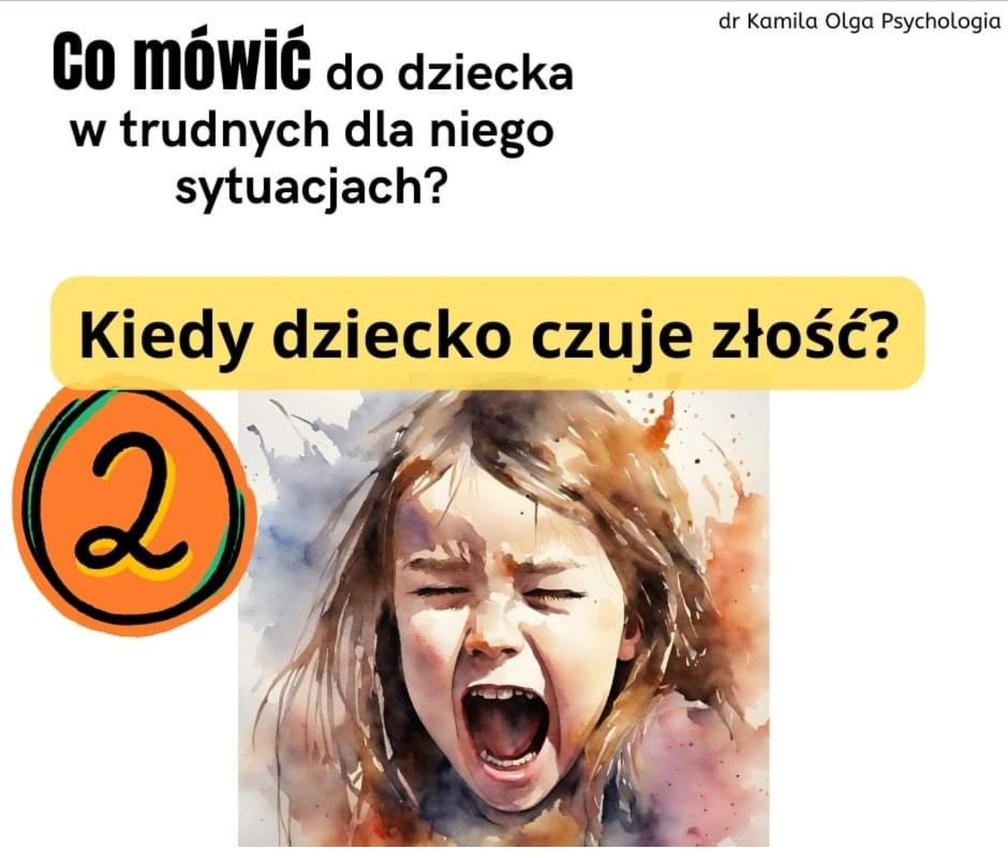 dr Kamila Olga Psychologia
Co mówić do dziecka
w trudnych dla niego
sytuacjach?
Kiedy dziecko czuje złość?
2